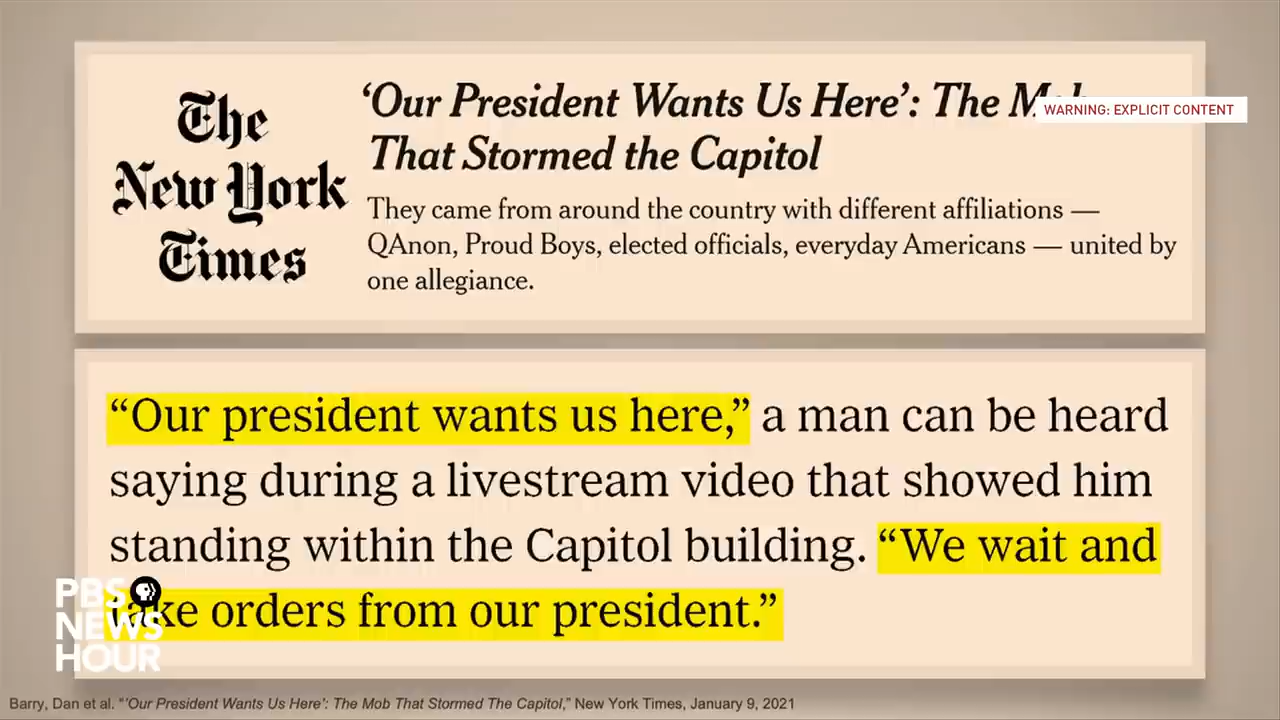 The
New York
Times
‘Our President Wants Us Here’: The Mob
WARNING: EXPLICIT CONTENT
That Stormed the Capitol
They came from around the country with different affiliations —
QAnon, Proud Boys, elected officials, everyday Americans — united by
one allegiance.
“Our president wants us here,” a man can be heard
saying during a livestream video that showed him
standing within the Capitol building. “We wait and
take orders from our president.”
PBS
NEWS
HOUR
Barry, Dan et al. “‘Our President Wants Us Here’: The Mob That Stormed The Capitol,” New York Times, January 9, 2021